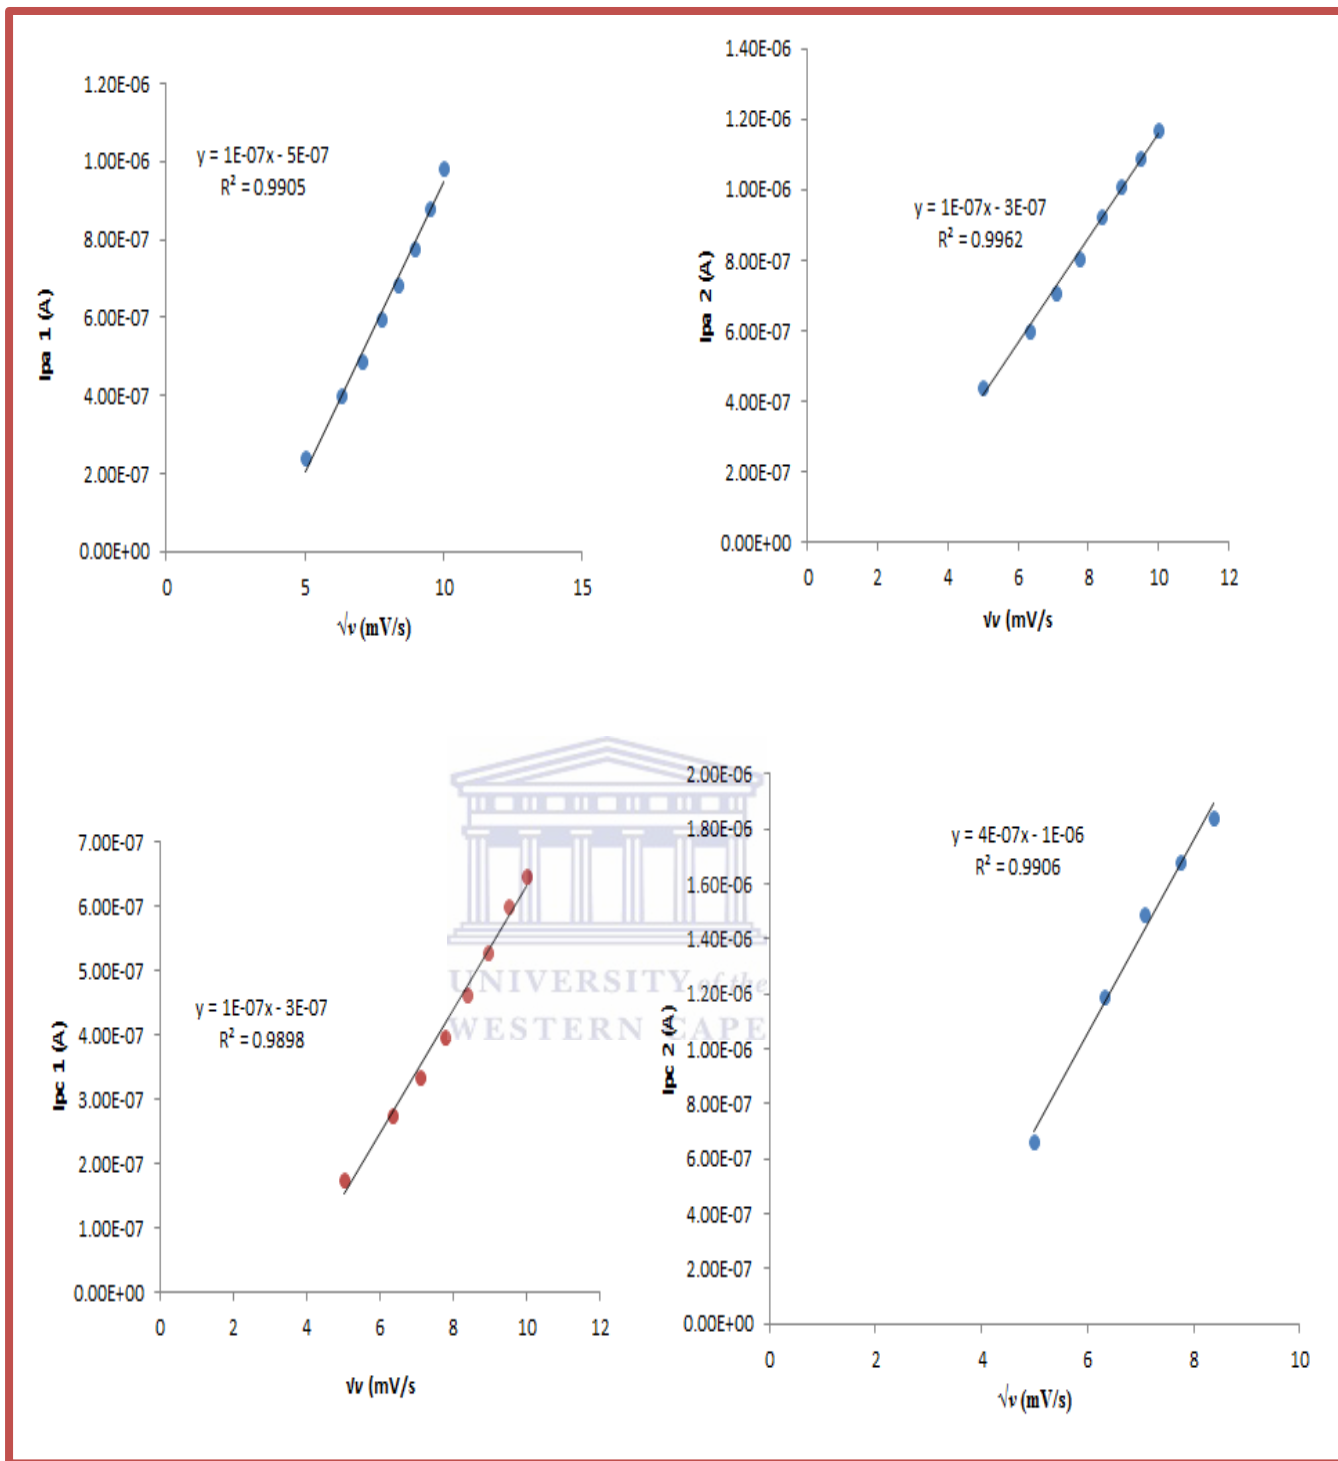 1.20E-06
1.00E-06
8.00E-07
6.00E-07
4.00E-07
2.00E-07
0.00E+00
y = 1E-07x - 5E-07
R² = 0.9905
Ipa 1 (A)
0 5 10 15
√v (mV/s)
1.40E-06
1.20E-06
1.00E-06
8.00E-07
6.00E-07
4.00E-07
2.00E-07
0.00E+00
y = 1E-07x - 3E-07
R² = 0.9962
Ipa 2 (A)
0 2 4 6 8 10 12
√v (mV/s
7.00E-07
6.00E-07
5.00E-07
4.00E-07
3.00E-07
2.00E-07
1.00E-07
0.00E+00
y = 1E-07x - 3E-07
R² = 0.9898
Ipc 1 (A)
0 2 4 6 8 10 12
√v (mV/s
UNIVERSITY of the
WESTERN CAPE
2.00E-06
1.80E-06
1.60E-06
1.40E-06
1.20E-06
1.00E-06
8.00E-07
6.00E-07
4.00E-07
2.00E-07
0.00E+00
y = 4E-07x - 1E-06
R² = 0.9906
Ipc 2 (A)
0 2 4 6 8 10
√v (mV/s)